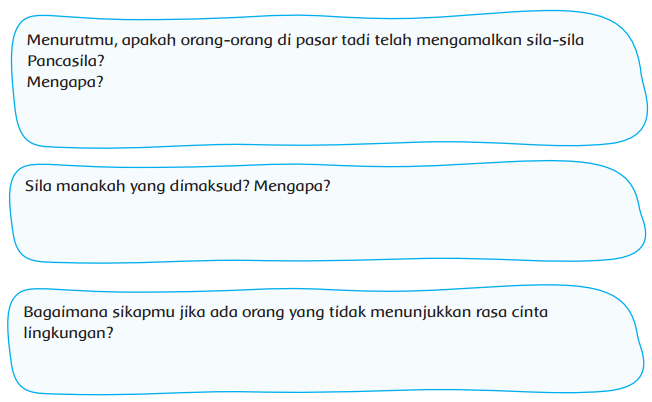 Menurutmu, apakah orang-orang di pasar tadi telah mengamalkan sila-sila
Pancasila?
Mengapa?
Sila manakah yang dimaksud? Mengapa?
Bagaimana sikapmu jika ada orang yang tidak menunjukkan rasa cinta
lingkungan?